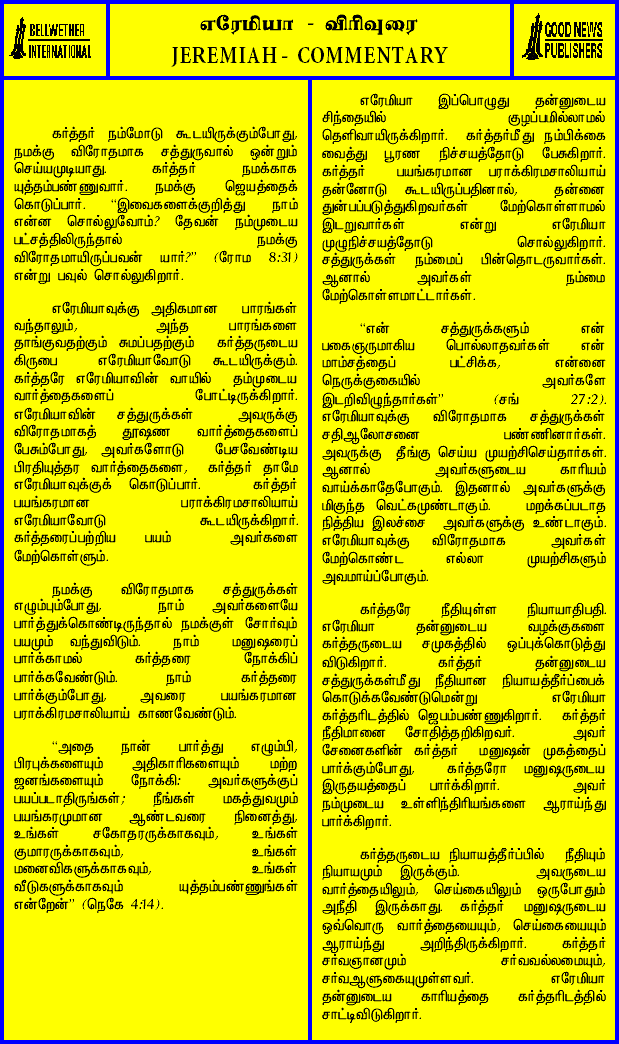 BELLWETHER
INTERNATIONAL
எரேமியா - விரிவுரை
JEREMIAH - COMMENTARY
GOOD NEWS
PUBLISHERS
கர்த்தர் நம்மோடு கூடயிருக்கும்போது,
நமக்கு விரோதமாக சத்துருவால் ஒன்றும்
செய்யமுடியாது. கர்த்தர் நமக்காக
யுத்தம்பண்ணுவார். நமக்கு ஜெயத்தைக்
கொடுப்பார். “இவைகளைக்குறித்து நாம்
என்ன சொல்லுவோம்? தேவன் நம்முடைய
பட்சத்திலிருந்தால் நமக்கு
விரோதமாயிருப்பவன் யார்?” (ரோம 8:31)
என்று பவுல் சொல்லுகிறார்.
எரேமியாவுக்கு அதிகமான பாரங்கள்
வந்தாலும், அந்த பாரங்களை
தாங்குவதற்கும் சுமப்பதற்கும் கர்த்தருடைய
கிருபை எரேமியாவோடு கூடயிருக்கும்.
கர்த்தரே எரேமியாவின் வாயில் தம்முடைய
வார்த்தைகளைப் போட்டிருக்கிறார்.
எரேமியாவின் சத்துருக்கள் அவருக்கு
விரோதமாகத் தூஷண வார்த்தைகளைப்
பேசும்போது, அவர்களோடு பேசவேண்டிய
பிரதியுத்தர வார்த்தைகளை, கர்த்தர் தாமே
எரேமியாவுக்குக் கொடுப்பார். கர்த்தர்
பயங்கரமான பராக்கிரமசாலியாய்
எரேமியாவோடு கூடயிருக்கிறார்.
கர்த்தரைப்பற்றிய பயம் அவர்களை
மேற்கொள்ளும்.
நமக்கு விரோதமாக சத்துருக்கள்
எழும்பும்போது, நாம் அவர்களையே
பார்த்துக்கொண்டிருந்தால் நமக்குள் சோர்வும்
பயமும் வந்துவிடும். நாம் மனுஷரைப்
பார்க்காமல் கர்த்தரை நோக்கிப்
பார்க்கவேண்டும். நாம் கர்த்தரை
பார்க்கும்போது, அவரை பயங்கரமான
பராக்கிரமசாலியாய் காணவேண்டும்.
“அதை நான் பார்த்து எழும்பி,
பிரபுக்களையும் அதிகாரிகளையும் மற்ற
ஜனங்களையும் நோக்கி: அவர்களுக்குப்
பயப்படாதிருங்கள்; நீங்கள் மகத்துவமும்
பயங்கரமுமான ஆண்டவரை நினைத்து,
உங்கள் சகோதரருக்காகவும், உங்கள்
குமாரருக்காகவும், உங்கள்
மனைவிகளுக்காகவும், உங்கள்
வீடுகளுக்காகவும் யுத்தம்பண்ணுங்கள்
என்றேன்” (நெகே 4:14).
எரேமியா இப்பொழுது தன்னுடைய
சிந்தையில் குழப்பமில்லாமல்
தெளிவாயிருக்கிறார். கர்த்தர்மீது நம்பிக்கை
வைத்து பூரண நிச்சயத்தோடு பேசுகிறார்.
கர்த்தர் பயங்கரமான பராக்கிரமசாலியாய்
தன்னோடு கூடயிருப்பதினால், தன்னை
துன்பப்படுத்துகிறவர்கள் மேற்கொள்ளாமல்
இடறுவார்கள் என்று எரேமியா
முழுநிச்சயத்தோடு சொல்லுகிறார்.
சத்துருக்கள் நம்மைப் பின்தொடருவார்கள்.
ஆனால் அவர்கள் நம்மை
மேற்கொள்ளமாட்டார்கள்.
“என் சத்துருக்களும் என்
பகைஞருமாகிய பொல்லாதவர்கள் என்
மாம்சத்தைப் பட்சிக்க, என்னை
நெருக்குகையில் அவர்களே
இடறிவிழுந்தார்கள்” (சங் 27:2).
எரேமியாவுக்கு விரோதமாக சத்துருக்கள்
சதிஆலோசனை பண்ணினார்கள்.
அவருக்கு தீங்கு செய்ய முயற்சிசெய்தார்கள்.
ஆனால் அவர்களுடைய காரியம்
வாய்க்காதேபோகும். இதனால் அவர்களுக்கு
மிகுந்த வெட்கமுண்டாகும். மறக்கப்படாத
நித்திய இலச்சை அவர்களுக்கு உண்டாகும்.
எரேமியாவுக்கு விரோதமாக அவர்கள்
மேற்கொண்ட எல்லா முயற்சிகளும்
அவமாய்ப்போகும்.
கர்த்தரே நீதியுள்ள நியாயாதிபதி.
எரேமியா தன்னுடைய வழக்குகளை
கர்த்தருடைய சமுகத்தில் ஒப்புக்கொடுத்து
விடுகிறார். கர்த்தர் தன்னுடைய
சத்துருக்கள்மீது நீதியான நியாயத்தீர்ப்பைக்
கொடுக்கவேண்டுமென்று எரேமியா
கர்த்தரிடத்தில் ஜெபம்பண்ணுகிறார். கர்த்தர்
நீதிமானை சோதித்தறிகிறவர். அவர்
சேனைகளின் கர்த்தர் மனுஷன் முகத்தைப்
பார்க்கும்போது, கர்த்தரோ மனுஷருடைய
இருதயத்தைப் பார்க்கிறார். அவர்
நம்முடைய உள்ளிந்திரியங்களை ஆராய்ந்து
பார்க்கிறார்.
கர்த்தருடைய நியாயத்தீர்ப்பில் நீதியும்
நியாயமும் இருக்கும். அவருடைய
வார்த்தையிலும், செய்கையிலும் ஒருபோதும்
அநீதி இருக்காது. கர்த்தர் மனுஷருடைய
ஒவ்வொரு வார்த்தையையும், செய்கையையும்
ஆராய்ந்து அறிந்திருக்கிறார். கர்த்தர்
சர்வஞானமும் சர்வவல்லமையும்,
சர்வஆளுகையுமுள்ளவர். எரேமியா
தன்னுடைய காரியத்தை கர்த்தரிடத்தில்
சாட்டிவிடுகிறார்.